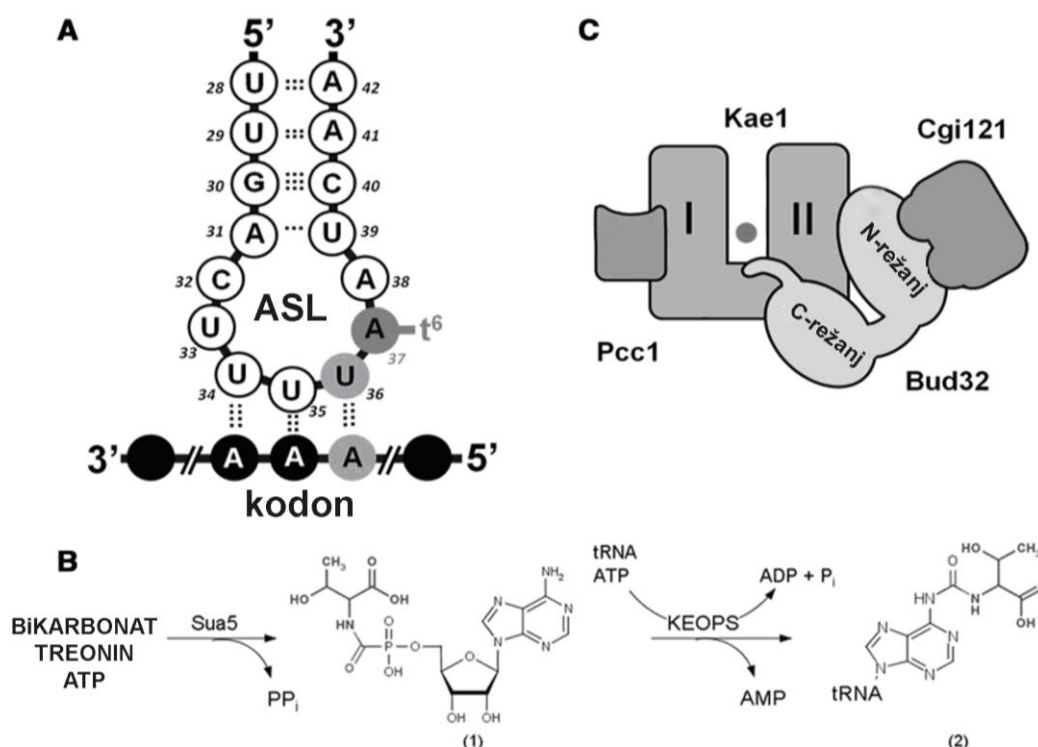 A
5’ 3’
28 U A 42
29 U A 41
30 G C 40
31 A U 39
32 C A 38
ASL
33 U A t⁶
37
34 U U U 36
35
3’ A A A 5’
kodon
C
Kae1
Cgi121
I II
N-režanj
C-režanj
Pcc1
Bud32
B
BiKARBONAT
TREONIN
ATP
Sua5
PPi
CH₃
O
HO
OH
HN
O
O
P
O
OH
O
NH₂
N
N
N
N
OH OH
(1)
tRNA
ATP
ADP + Pi
KEOPS
AMP
HO
CH₃
O
HN
N
H
O
OH
N
N
N
N
tRNA
(2)